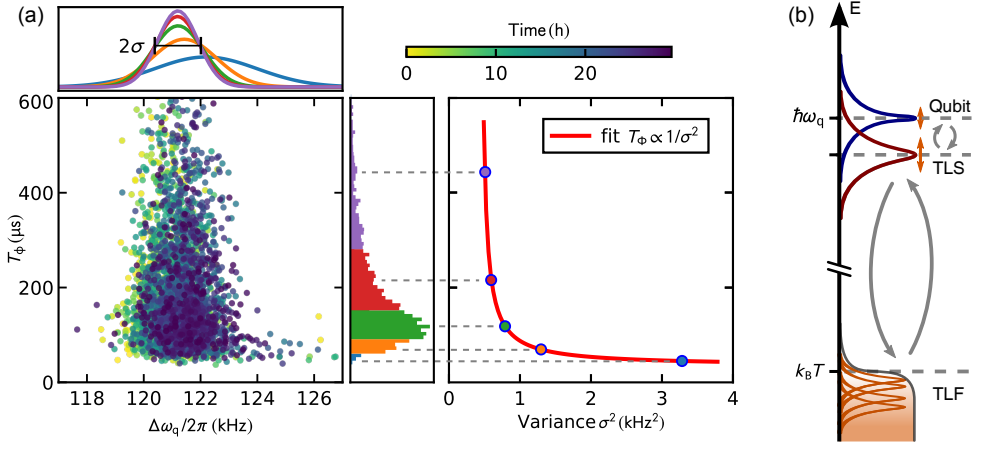 (a)
2σ
Time (h)
0 10 20
600
400
200
0
T_Φ (µs)
118 120 122 124 126
Δω_q/2π (kHz)
fit T_Φ ∝ 1/σ²
0 1 2 3 4
Variance σ² (kHz²)
(b)
E
ħω_q
Qubit
TLS
k_B T
TLF